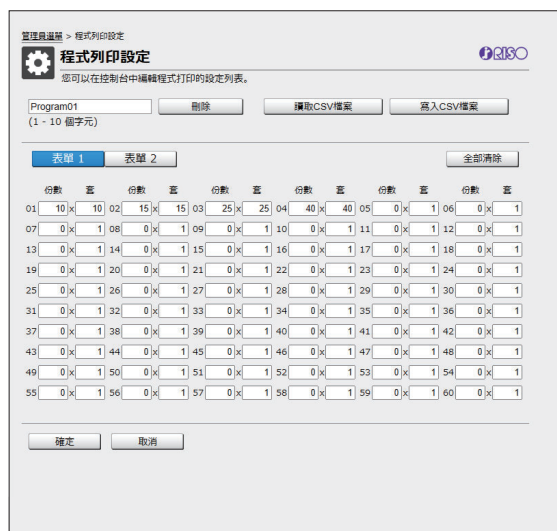 管理員選單 > 程式列印設定
程式列印設定
RISO
您可以在控制台中編輯程式打印的設定列表。
Program01 刪除 讀取CSV檔案 寫入CSV檔案
(1 - 10 個字元)
表單 1 表單 2 全部清除
份數 套 份數 套 份數 套 份數 套 份數 套 份數 套
01 10 x 10 02 15 x 15 03 25 x 25 04 40 x 40 05 0 x 1 06 0 x 1
07 0 x 1 08 0 x 1 09 0 x 1 10 0 x 1 11 0 x 1 12 0 x 1
13 0 x 1 14 0 x 1 15 0 x 1 16 0 x 1 17 0 x 1 18 0 x 1
19 0 x 1 20 0 x 1 21 0 x 1 22 0 x 1 23 0 x 1 24 0 x 1
25 0 x 1 26 0 x 1 27 0 x 1 28 0 x 1 29 0 x 1 30 0 x 1
31 0 x 1 32 0 x 1 33 0 x 1 34 0 x 1 35 0 x 1 36 0 x 1
37 0 x 1 38 0 x 1 39 0 x 1 40 0 x 1 41 0 x 1 42 0 x 1
43 0 x 1 44 0 x 1 45 0 x 1 46 0 x 1 47 0 x 1 48 0 x 1
49 0 x 1 50 0 x 1 51 0 x 1 52 0 x 1 53 0 x 1 54 0 x 1
55 0 x 1 56 0 x 1 57 0 x 1 58 0 x 1 59 0 x 1 60 0 x 1
確定 取消